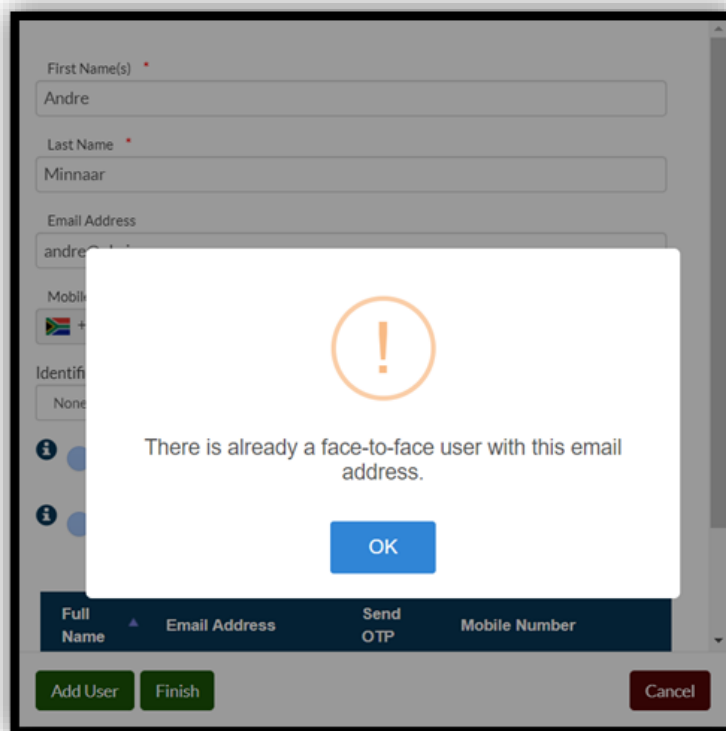 First Name(s) *
Andre
Last Name *
Minnaar
Email Address
!
There is already a face-to-face user with this email
address.
OK
Full
Name
Email Address
Send
OTP
Mobile Number
Add User
Finish
Cancel